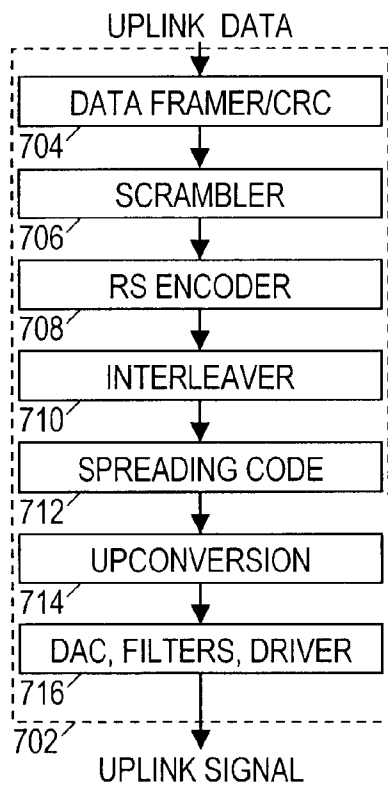 UPLINK DATA
DATA FRAMER/CRC
704
SCRAMBLER
706
RS ENCODER
708
INTERLEAVER
710
SPREADING CODE
712
UPCONVERSION
714
DAC, FILTERS, DRIVER
716
702
UPLINK SIGNAL